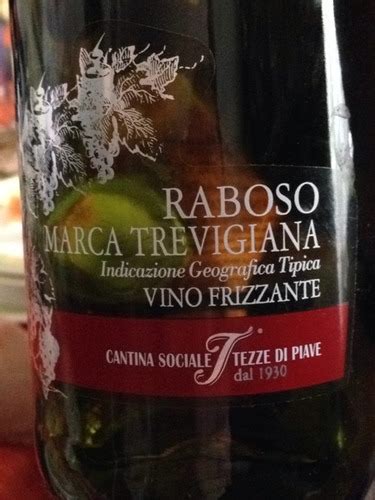 RABOSO
MARCA TREVIGIANA
Indicazione Geografica Tipica
VINO FRIZZANTE
CANTINA SOCIALE T TEZZE DI PIAVE
dal 1930